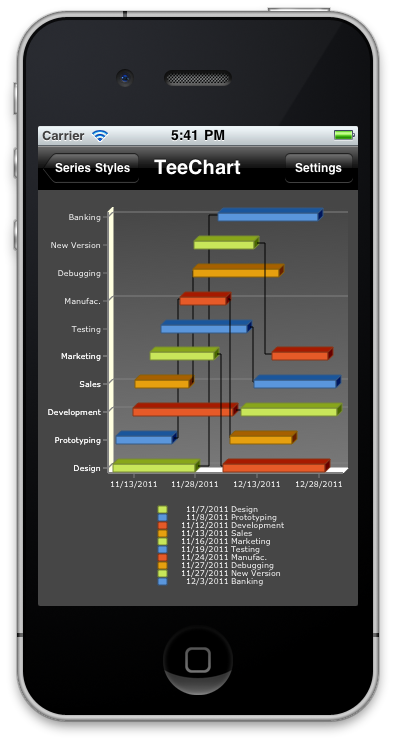 Carrier 5:41 PM
Series Styles TeeChart Settings
Banking
New Version
Debugging
Manufac.
Testing
Marketing
Sales
Development
Prototyping
Design
11/13/2011 11/28/2011 12/13/2011 12/28/2011
11/7/2011 Design
11/8/2011 Prototyping
11/12/2011 Development
11/13/2011 Sales
11/16/2011 Marketing
11/19/2011 Testing
11/24/2011 Manufac.
11/27/2011 Debugging
11/27/2011 New Version
12/3/2011 Banking